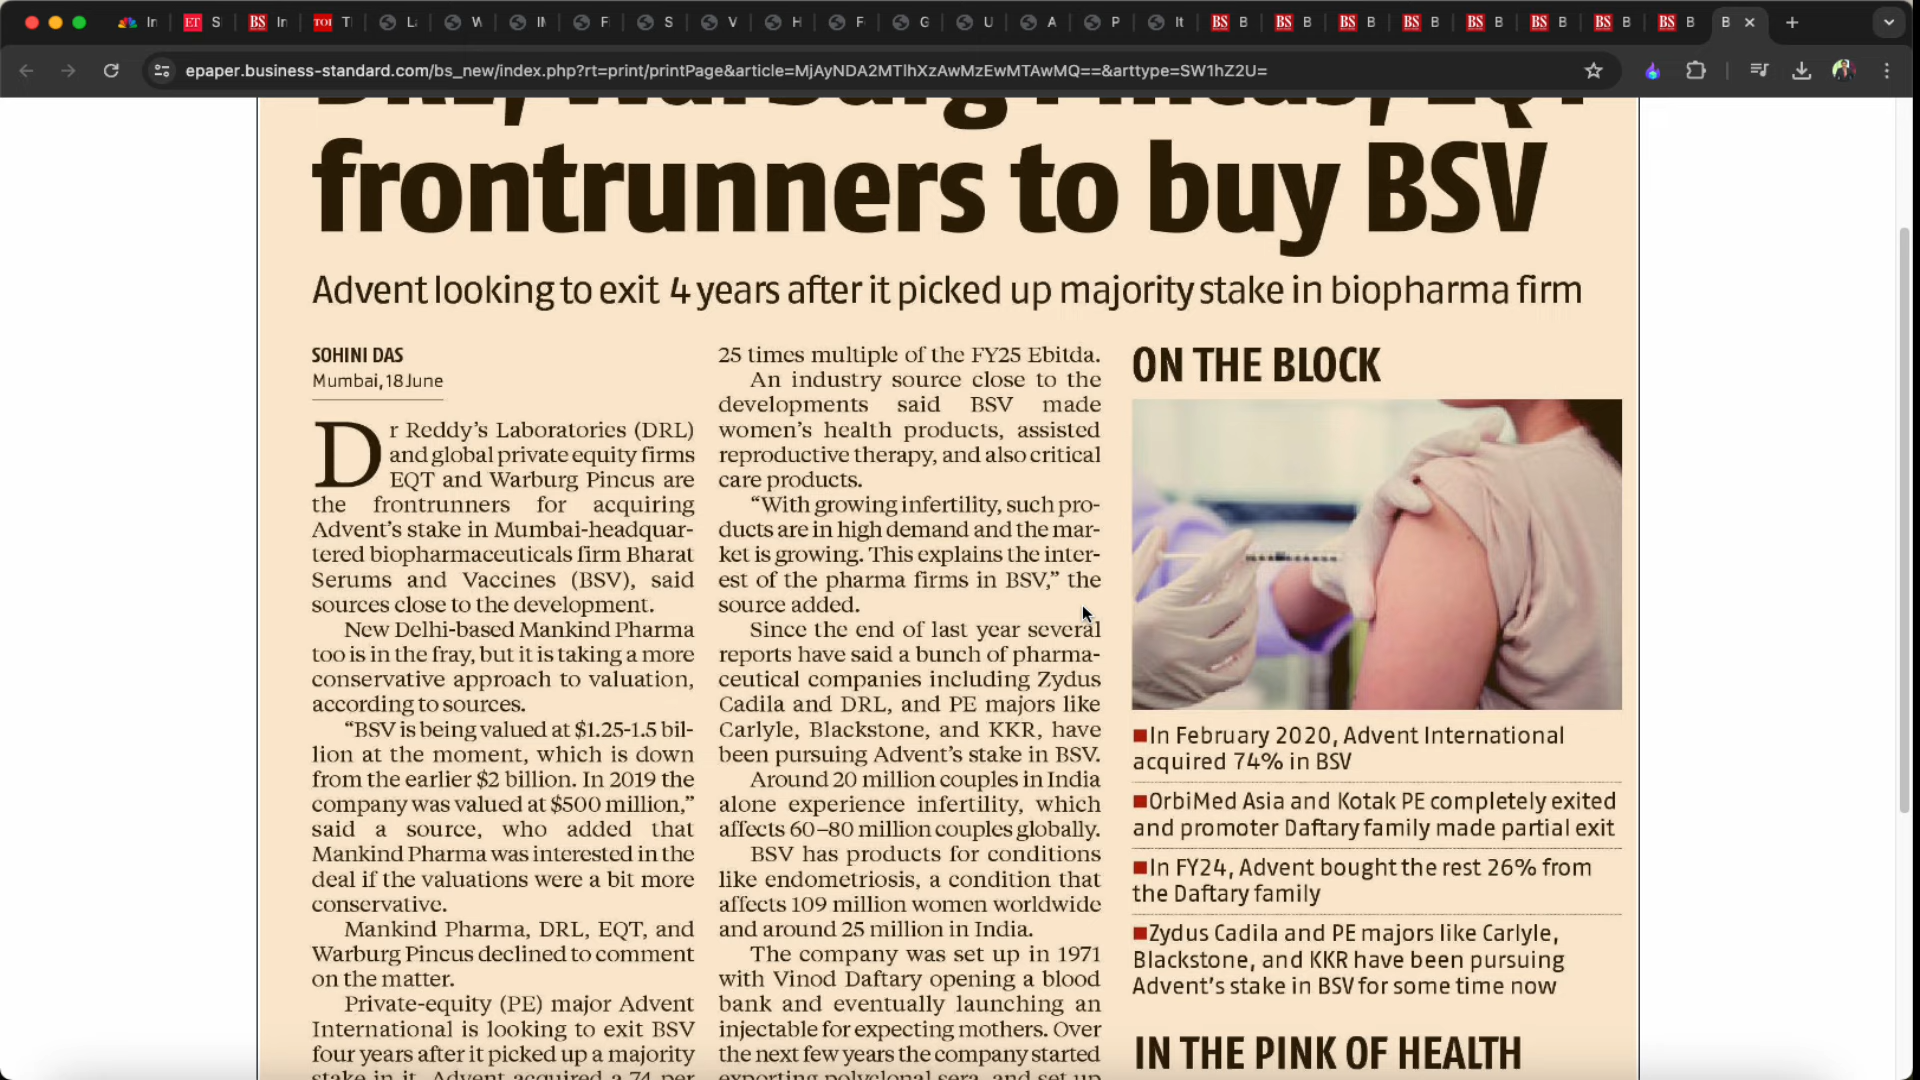 In
S
In
T
L
W
IN
F
S
V
H
F
G
U
A
P
It
B
B
B
B
B
B
B
B
B
epaper.business-standard.com/bs_new/index.php?rt=print/printPage&article=MjAyNDA2MTlhXzAwMzEwMTAwMQ==&arttype=SW1hZ2U=
DRL, Warburg Pincus, EQT
frontrunners to buy BSV
Advent looking to exit 4 years after it picked up majority stake in biopharma firm
SOHINI DAS
Mumbai, 18 June
Dr Reddy's Laboratories (DRL)
and global private equity firms
EQT and Warburg Pincus are
the frontrunners for acquiring
Advent's stake in Mumbai-headquar-
tered biopharmaceuticals firm Bharat
Serums and Vaccines (BSV), said
sources close to the development.
New Delhi-based Mankind Pharma
too is in the fray, but it is taking a more
conservative approach to valuation,
according to sources.
“BSV is being valued at $1.25-1.5 bil-
lion at the moment, which is down
from the earlier $2 billion. In 2019 the
company was valued at $500 million,”
said a source, who added that
Mankind Pharma was interested in the
deal if the valuations were a bit more
conservative.
Mankind Pharma, DRL, EQT, and
Warburg Pincus declined to comment
on the matter.
Private-equity (PE) major Advent
International is looking to exit BSV
four years after it picked up a majority
stake in it. Advent acquired a 74 per
25 times multiple of the FY25 Ebitda.
An industry source close to the
developments said BSV made
women's health products, assisted
reproductive therapy, and also critical
care products.
“With growing infertility, such pro-
ducts are in high demand and the mar-
ket is growing. This explains the inter-
est of the pharma firms in BSV,” the
source added.
Since the end of last year several
reports have said a bunch of pharma-
ceutical companies including Zydus
Cadila and DRL, and PE majors like
Carlyle, Blackstone, and KKR, have
been pursuing Advent's stake in BSV.
Around 20 million couples in India
alone experience infertility, which
affects 60–80 million couples globally.
BSV has products for conditions
like endometriosis, a condition that
affects 109 million women worldwide
and around 25 million in India.
The company was set up in 1971
with Vinod Daftary opening a blood
bank and eventually launching an
injectable for expecting mothers. Over
the next few years the company started
exporting polyclonal sera, and set up
ON THE BLOCK
■In February 2020, Advent International
acquired 74% in BSV
■OrbiMed Asia and Kotak PE completely exited
and promoter Daftary family made partial exit
■In FY24, Advent bought the rest 26% from
the Daftary family
■Zydus Cadila and PE majors like Carlyle,
Blackstone, and KKR have been pursuing
Advent's stake in BSV for some time now
IN THE PINK OF HEALTH